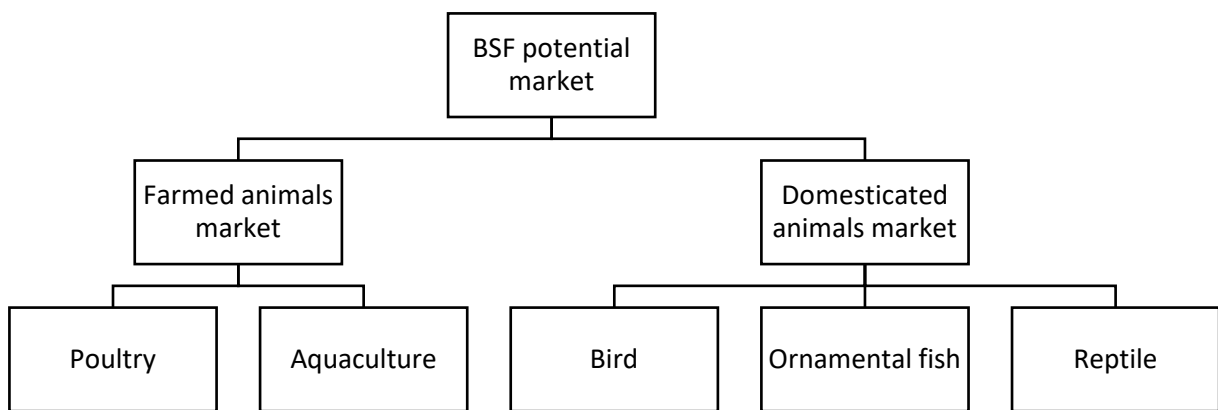 BSF potential
market
Farmed animals
market
Domesticated
animals market
Poultry
Aquaculture
Bird
Ornamental fish
Reptile